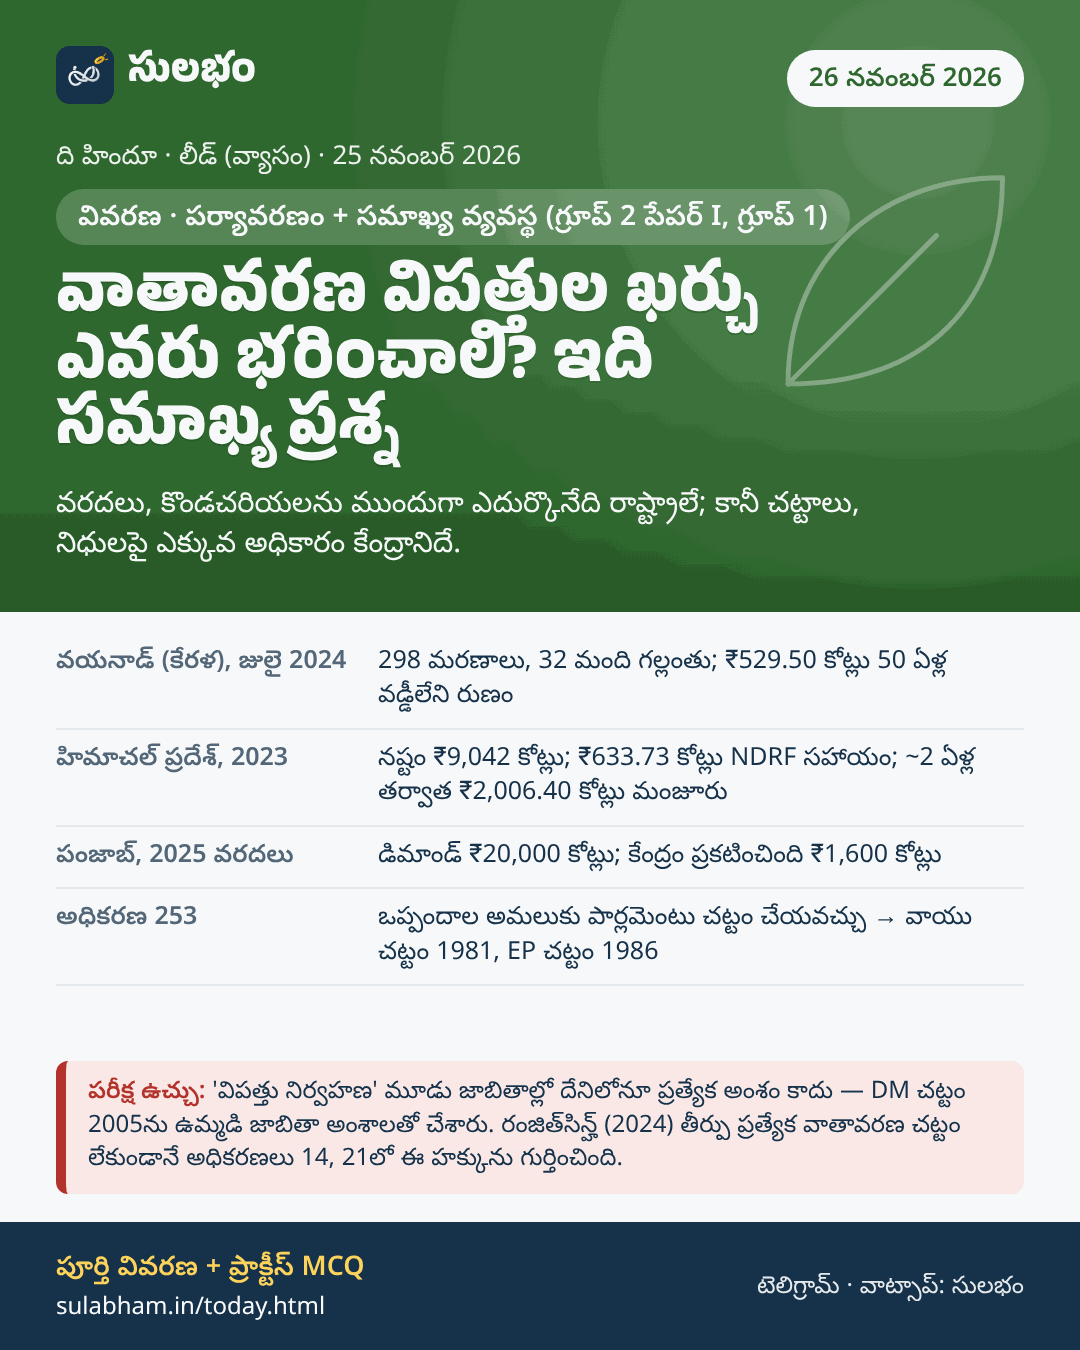 సులభం
26 నవంబర్ 2026
ది హిందూ · లీడ్ (వ్యాసం) · 25 నవంబర్ 2026
వివరణ · పర్యావరణం + సమాఖ్య వ్యవస్థ (గ్రూప్ 2 పేపర్ I, గ్రూప్ 1)
వాతావరణ విపత్తుల ఖర్చు
ఎవరు భరించాలి? ఇది
సమాఖ్య ప్రశ్న
వరదలు, కొండచరియలను ముందుగా ఎదుర్కొనేది రాష్ట్రాలే; కానీ చట్టాలు,
నిధులపై ఎక్కువ అధికారం కేంద్రానిదే.
వయనాడ్ (కేరళ), జులై 2024
298 మరణాలు, 32 మంది గల్లంతు; ₹529.50 కోట్లు 50 ఏళ్ల
వడ్డీలేని రుణం
హిమాచల్ ప్రదేశ్, 2023
నష్టం ₹9,042 కోట్లు; ₹633.73 కోట్లు NDRF సహాయం; ~2 ఏళ్ల
తర్వాత ₹2,006.40 కోట్లు మంజూరు
పంజాబ్, 2025 వరదలు
డిమాండ్ ₹20,000 కోట్లు; కేంద్రం ప్రకటించింది ₹1,600 కోట్లు
అధికరణ 253
ఒప్పందాల అమలుకు పార్లమెంటు చట్టం చేయవచ్చు → వాయు
చట్టం 1981, EP చట్టం 1986
పరీక్ష ఉచ్చు: 'విపత్తు నిర్వహణ' మూడు జాబితాల్లో దేనిలోనూ ప్రత్యేక అంశం కాదు — DM చట్టం
2005ను ఉమ్మడి జాబితా అంశాలతో చేశారు. రంజిత్‌సిన్హ్ (2024) తీర్పు ప్రత్యేక వాతావరణ చట్టం
లేకుండానే అధికరణలు 14, 21లో ఈ హక్కును గుర్తించింది.
పూర్తి వివరణ + ప్రాక్టీస్ MCQ
sulabham.in/today.html
టెలిగ్రామ్ · వాట్సాప్: సులభం